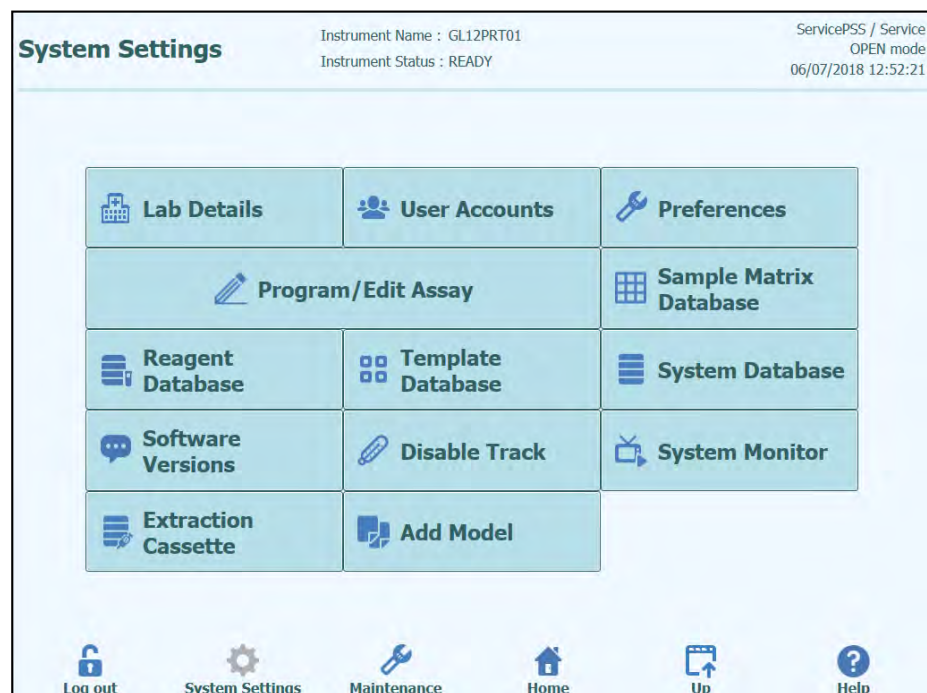 System Settings
Instrument Name : GL12PRT01
Instrument Status : READY
ServicePSS / Service
OPEN mode
06/07/2018 12:52:21
Lab Details
User Accounts
Preferences
Program/Edit Assay
Sample Matrix
Database
Reagent
Database
Template
Database
System Database
Software
Versions
Disable Track
System Monitor
Extraction
Cassette
Add Model
Log out
System Settings
Maintenance
Home
Up
Help